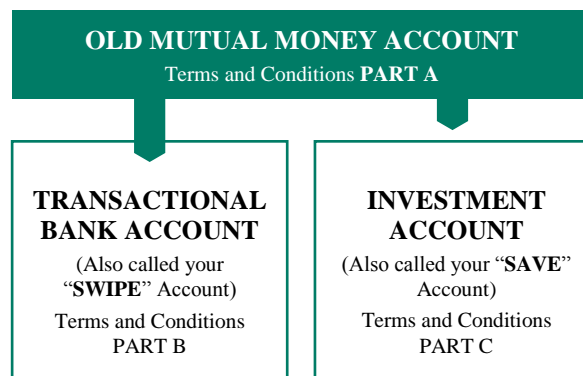 OLD MUTUAL MONEY ACCOUNT
Terms and Conditions PART A
TRANSACTIONAL
BANK ACCOUNT
(Also called your
“SWIPE” Account)
Terms and Conditions
PART B
INVESTMENT
ACCOUNT
(Also called your “SAVE”
Account)
Terms and Conditions
PART C